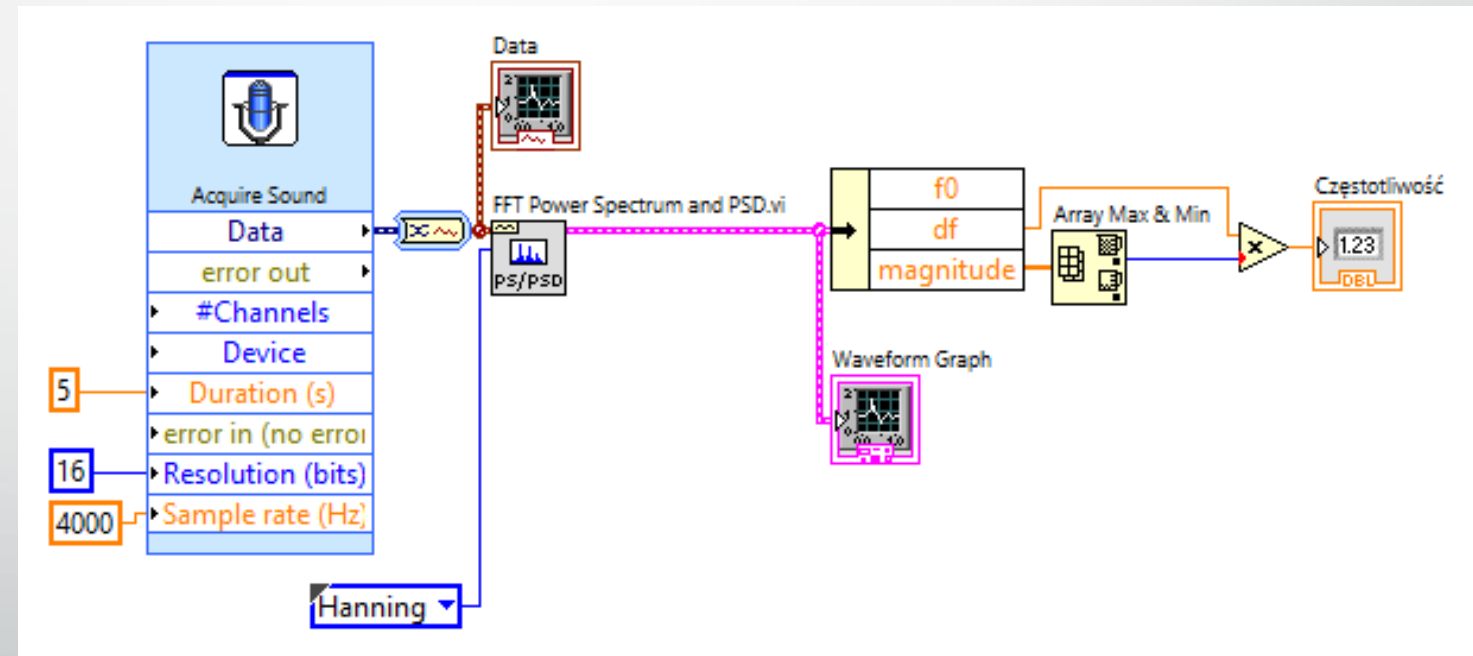 Data
Acquire Sound
Data
error out
#Channels
Device
Duration (s)
error in (no error
Resolution (bits)
Sample rate (Hz)
5
16
4000
Hanning
FFT Power Spectrum and PSD.vi
PS/PSD
f0
df
magnitude
Array Max & Min
Częstotliwość
1.23
DBL
Waveform Graph